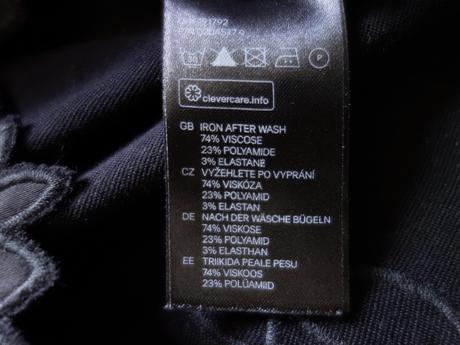 clevercare.info
GB IRON AFTER WASH
74% VISCOSE
23% POLYAMIDE
3% ELASTANE
CZ VYŽEHLETE PO VYPRÁNÍ
74% VISKÓZA
23% POLYAMID
3% ELASTAN
DE NACH DER WÄSCHE BÜGELN
74% VISKOSE
23% POLYAMID
3% ELASTHAN
EE TRIIKIDA PEALE PESU
74% VISKOOS
23% POLÜAMIID